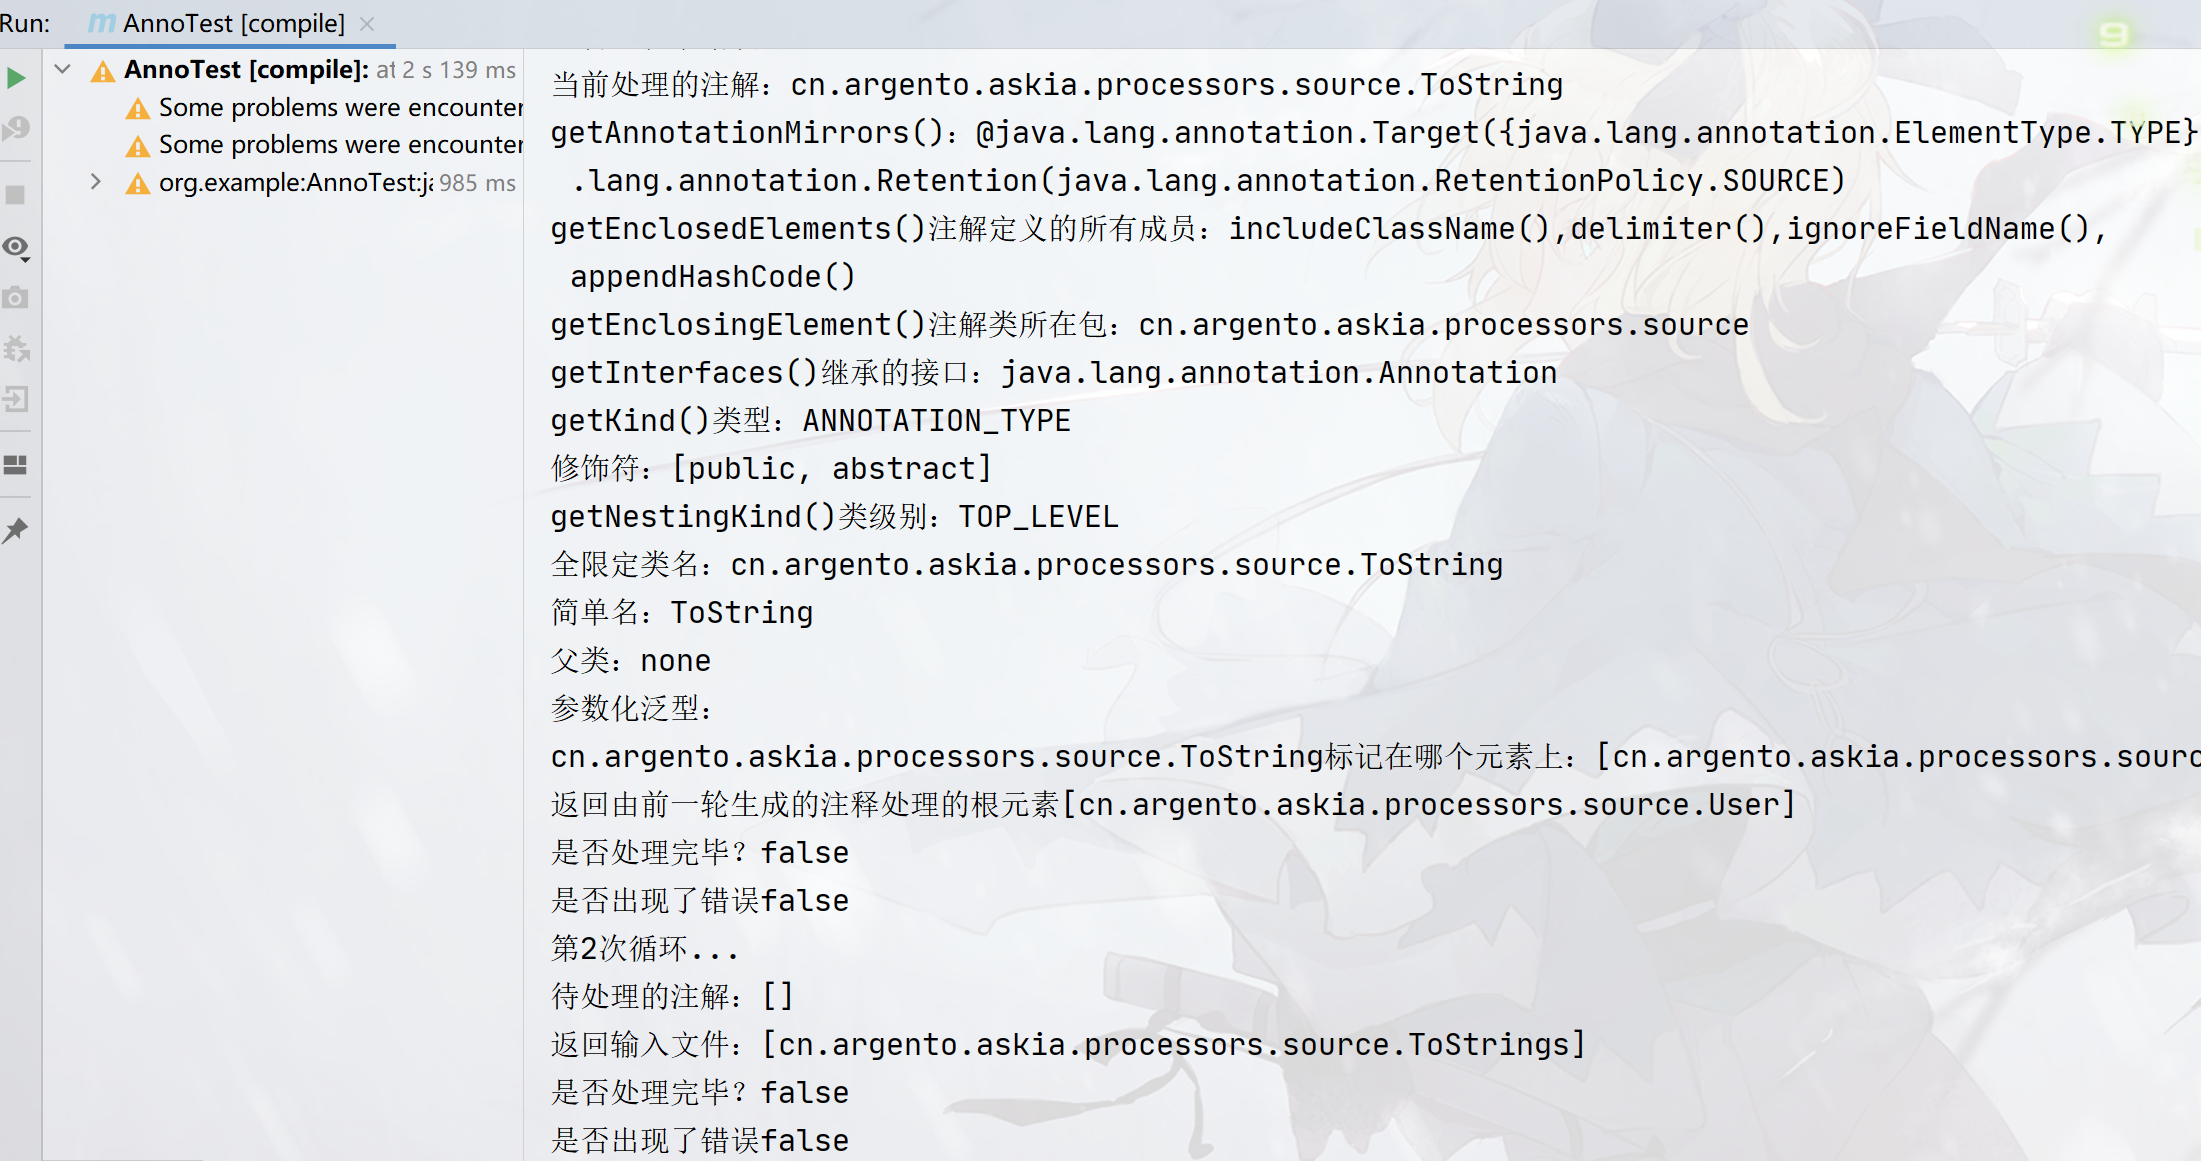 Run:
AnnoTest [compile]
AnnoTest [compile]: at 2 s 139 ms
Some problems were encounter
Some problems were encounter
org.example:AnnoTest:ja 985 ms
当前处理的注解：cn.argento.askia.processors.source.ToString
getAnnotationMirrors()：@java.lang.annotation.Target({java.lang.annotation.ElementType.TYPE}
.lang.annotation.Retention(java.lang.annotation.RetentionPolicy.SOURCE)
getEnclosedElements()注解定义的所有成员：includeClassName(),delimiter(),ignoreFieldName(),
appendHashCode()
getEnclosingElement()注解类所在包：cn.argento.askia.processors.source
getInterfaces()继承的接口：java.lang.annotation.Annotation
getKind()类型：ANNOTATION_TYPE
修饰符：[public, abstract]
getNestingKind()类级别：TOP_LEVEL
全限定类名：cn.argento.askia.processors.source.ToString
简单名：ToString
父类：none
参数化泛型：
cn.argento.askia.processors.source.ToString标记在哪个元素上：[cn.argento.askia.processors.sourc
返回由前一轮生成的注释处理的根元素[cn.argento.askia.processors.source.User]
是否处理完毕？false
是否出现了错误false
第2次循环...
待处理的注解：[]
返回输入文件：[cn.argento.askia.processors.source.ToStrings]
是否处理完毕？false
是否出现了错误false